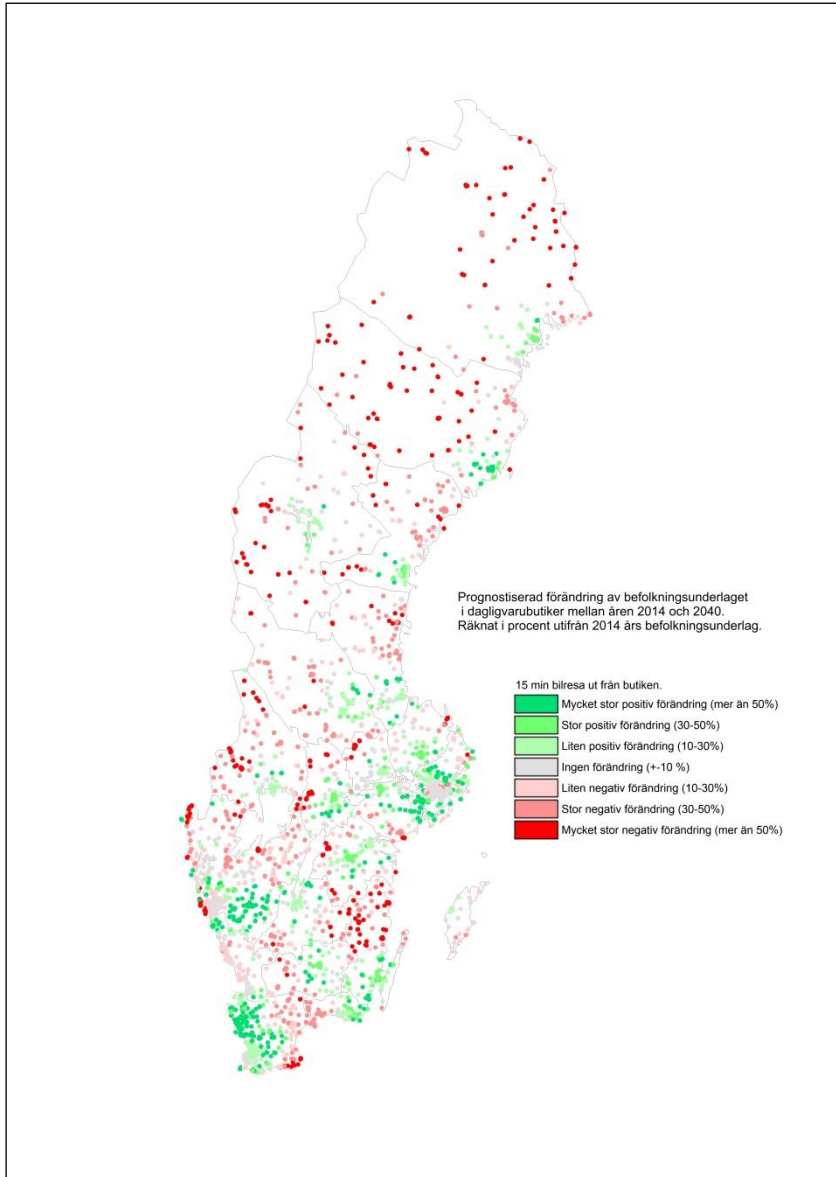 Prognostiserad förändring av befolkningsunderlaget
i dagligvarubutiker mellan åren 2014 och 2040.
Räknat i procent utifrån 2014 års befolkningsunderlag.
15 min bilresa ut från butiken.
Mycket stor positiv förändring (mer än 50%)
Stor positiv förändring (30-50%)
Liten positiv förändring (10-30%)
Ingen förändring (+-10 %)
Liten negativ förändring (10-30%)
Stor negativ förändring (30-50%)
Mycket stor negativ förändring (mer än 50%)